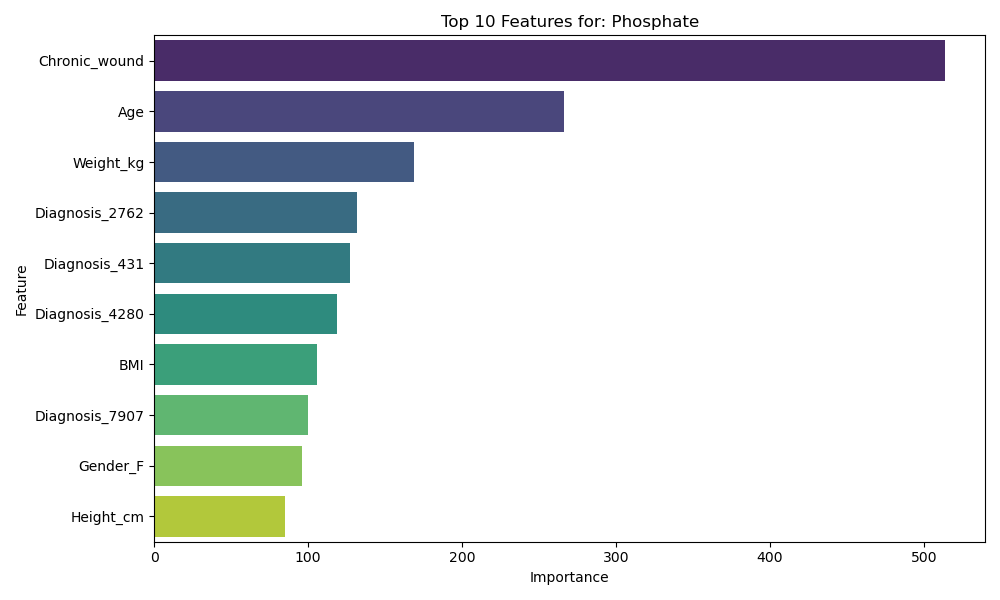 Top 10 Features for: Phosphate
Chronic_wound
Age
Weight_kg
Diagnosis_2762
Diagnosis_431
Diagnosis_4280
BMI
Diagnosis_7907
Gender_F
Height_cm
Feature
0 100 200 300 400 500
Importance